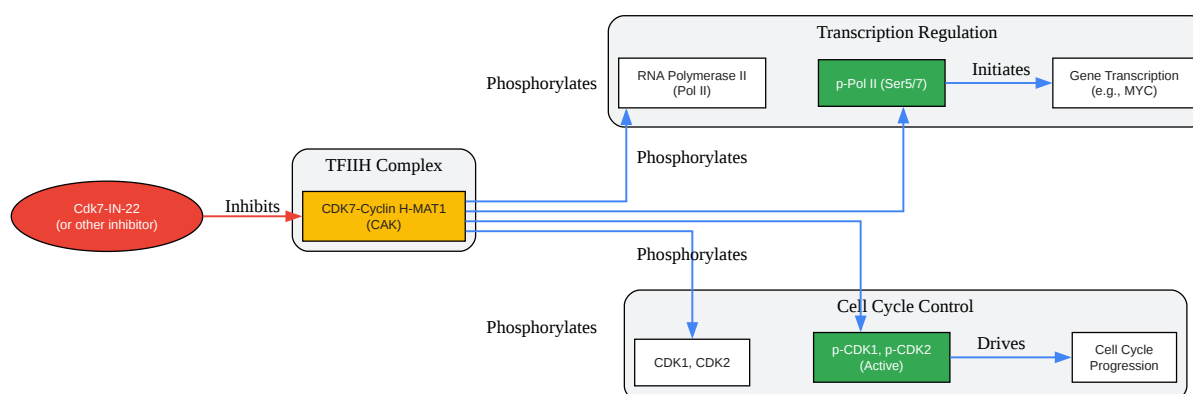 Transcription Regulation
Phosphorylates
RNA Polymerase II
(Pol II)
p-Pol II (Ser5/7)
Initiates
Gene Transcription
(e.g., MYC)
Phosphorylates
TFIIH Complex
Cdk7-IN-22
(or other inhibitor)
Inhibits
CDK7-Cyclin H-MAT1
(CAK)
Phosphorylates
Cell Cycle Control
Phosphorylates
CDK1, CDK2
p-CDK1, p-CDK2
(Active)
Drives
Cell Cycle
Progression